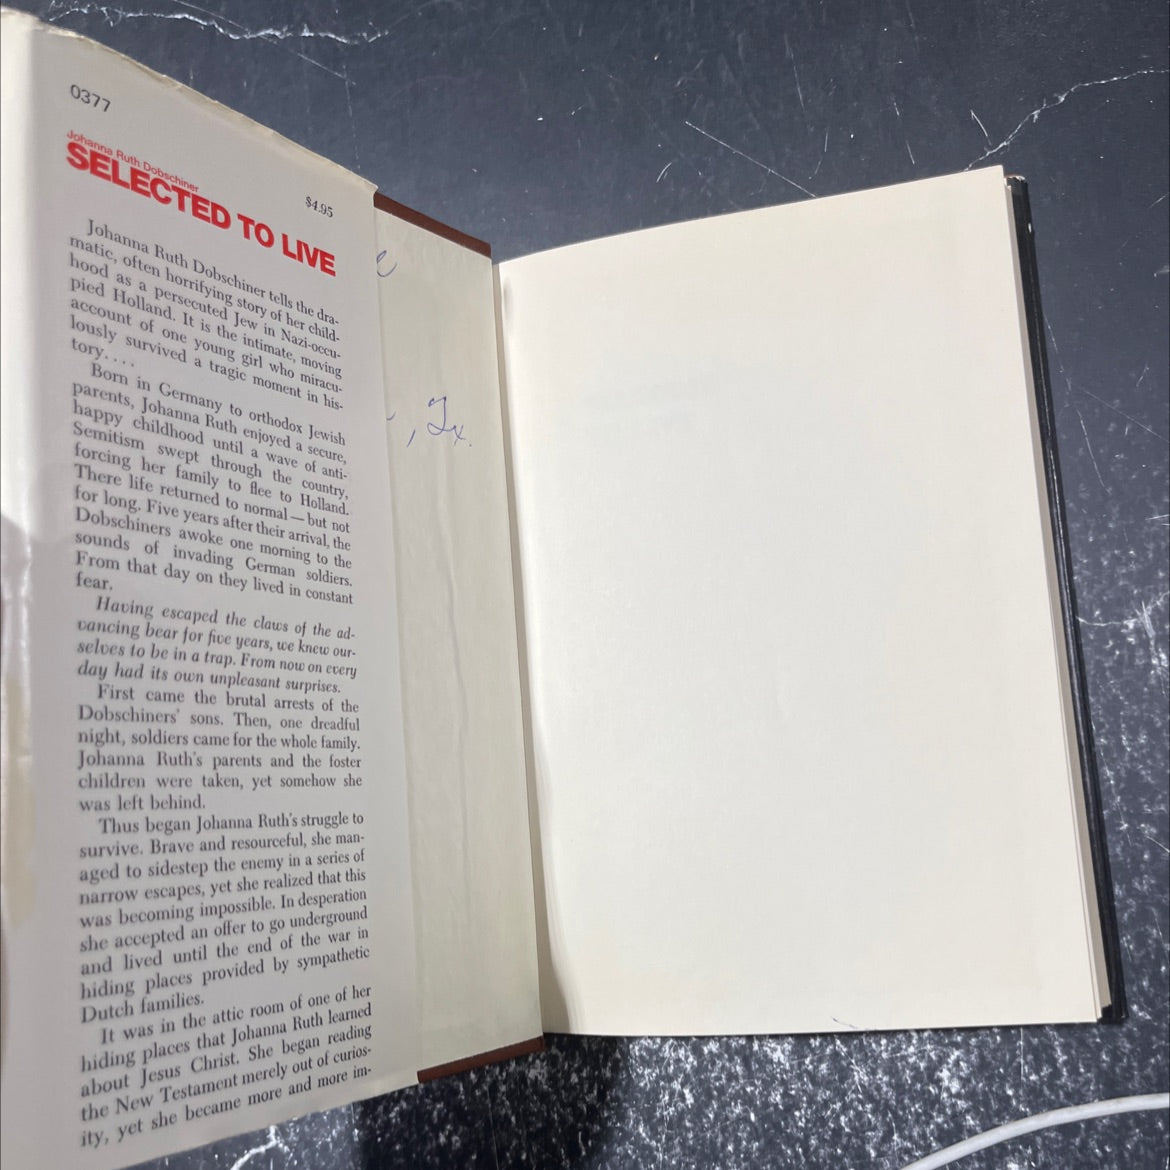 0377
Johanna Ruth Dobschiner
SELECTED TO LIVE
$4.95
Johanna Ruth Dobschiner tells the dra-
matic, often horrifying story of her child-
hood as a persecuted Jew in Nazi-occu-
pied Holland. It is the intimate, moving
account of one young girl who miracu-
lously survived a tragic moment in his-
tory. . . .
Born in Germany to orthodox Jewish
parents, Johanna Ruth enjoyed a secure,
happy childhood until a wave of anti-
Semitism swept through the country,
forcing her family to flee to Holland.
There life returned to normal — but not
for long. Five years after their arrival, the
Dobschiners awoke one morning to the
sounds of invading German soldiers.
From that day on they lived in constant
fear.
Having escaped the claws of the ad-
vancing bear for five years, we knew our-
selves to be in a trap. From now on every
day had its own unpleasant surprises.
First came the brutal arrests of the
Dobschiners' sons. Then, one dreadful
night, soldiers came for the whole family.
Johanna Ruth's parents and the foster
children were taken, yet somehow she
was left behind.
Thus began Johanna Ruth's struggle to
survive. Brave and resourceful, she man-
aged to sidestep the enemy in a series of
narrow escapes, yet she realized that this
was becoming impossible. In desperation
she accepted an offer to go underground
and lived until the end of the war in
hiding places provided by sympathetic
Dutch families.
It was in the attic room of one of her
hiding places that Johanna Ruth learned
about Jesus Christ. She began reading
the New Testament merely out of curios-
ity, yet she became more and more im-
e
, Tx.